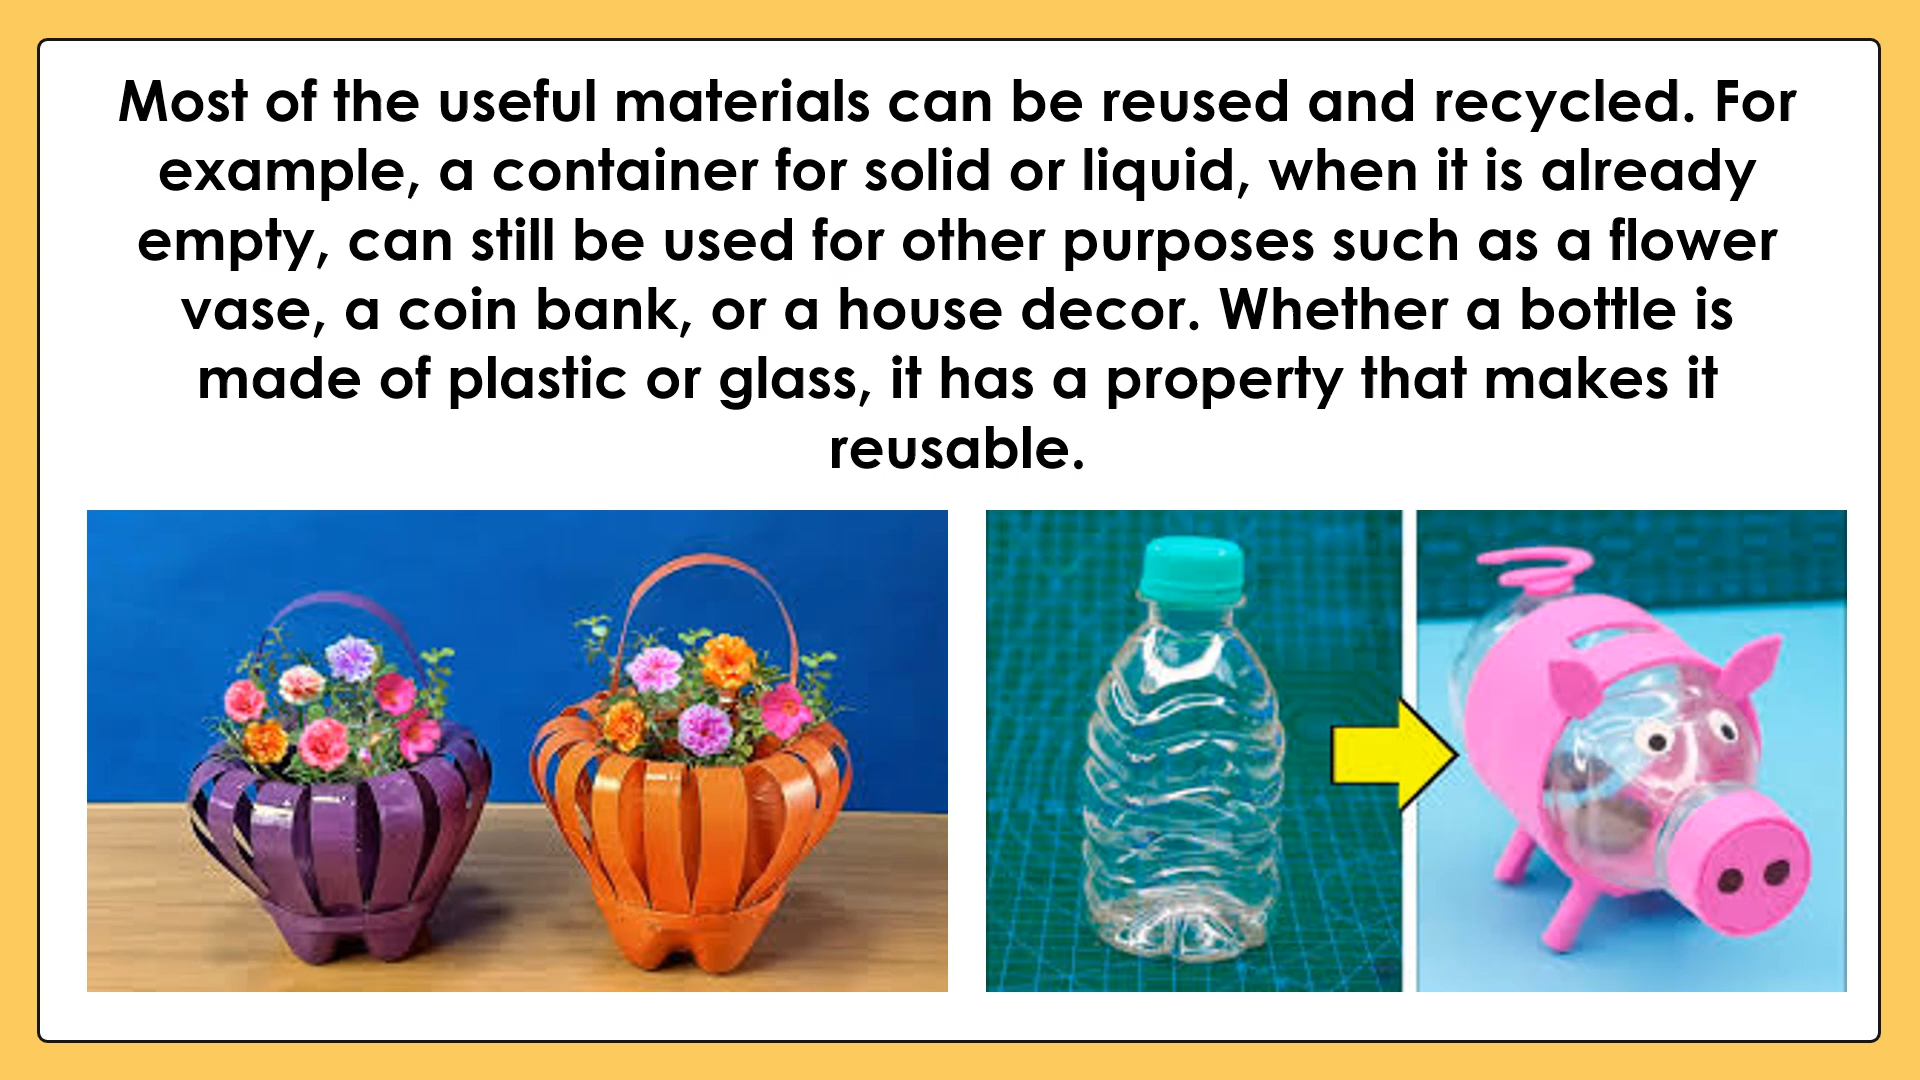 Most of the useful materials can be reused and recycled. For
example, a container for solid or liquid, when it is already
empty, can still be used for other purposes such as a flower
vase, a coin bank, or a house decor. Whether a bottle is
made of plastic or glass, it has a property that makes it
reusable.